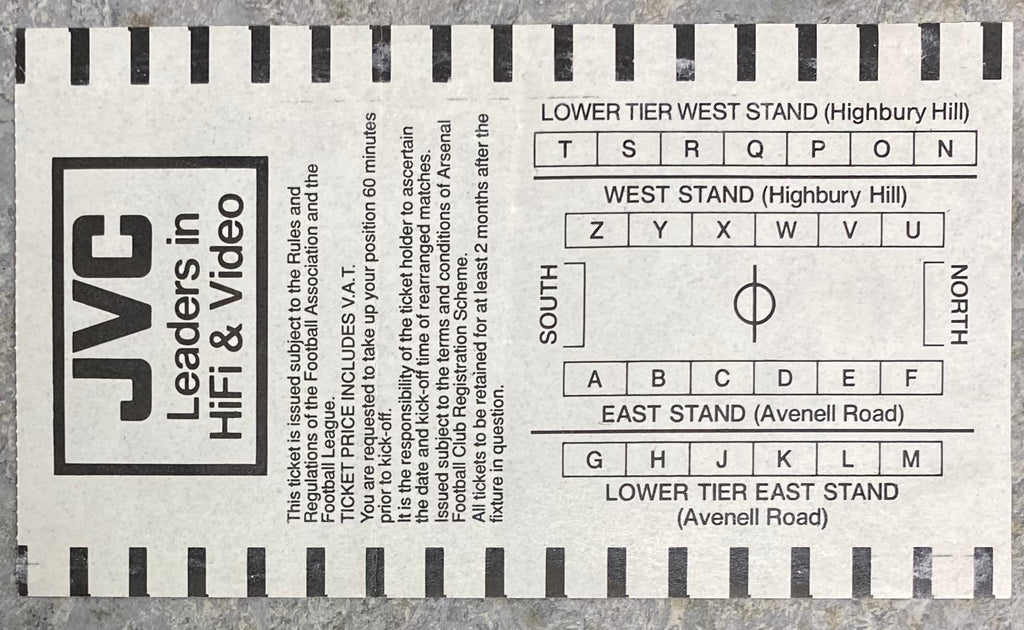 JVC
Leaders in
HiFi & Video
This ticket is issued subject to the Rules and
Regulations of the Football Association and the
Football League.
TICKET PRICE INCLUDES V.A.T.
You are requested to take up your position 60 minutes
prior to kick-off.
It is the responsibility of the ticket holder to ascertain
the date and kick-off time of rearranged matches.
Issued subject to the terms and conditions of Arsenal
Football Club Registration Scheme.
All tickets to be retained for at least 2 months after the
fixture in question.
LOWER TIER WEST STAND (Highbury Hill)
T S R Q P O N
WEST STAND (Highbury Hill)
Z Y X W V U
SOUTH
NORTH
A B C D E F
EAST STAND (Avenell Road)
G H J K L M
LOWER TIER EAST STAND
(Avenell Road)